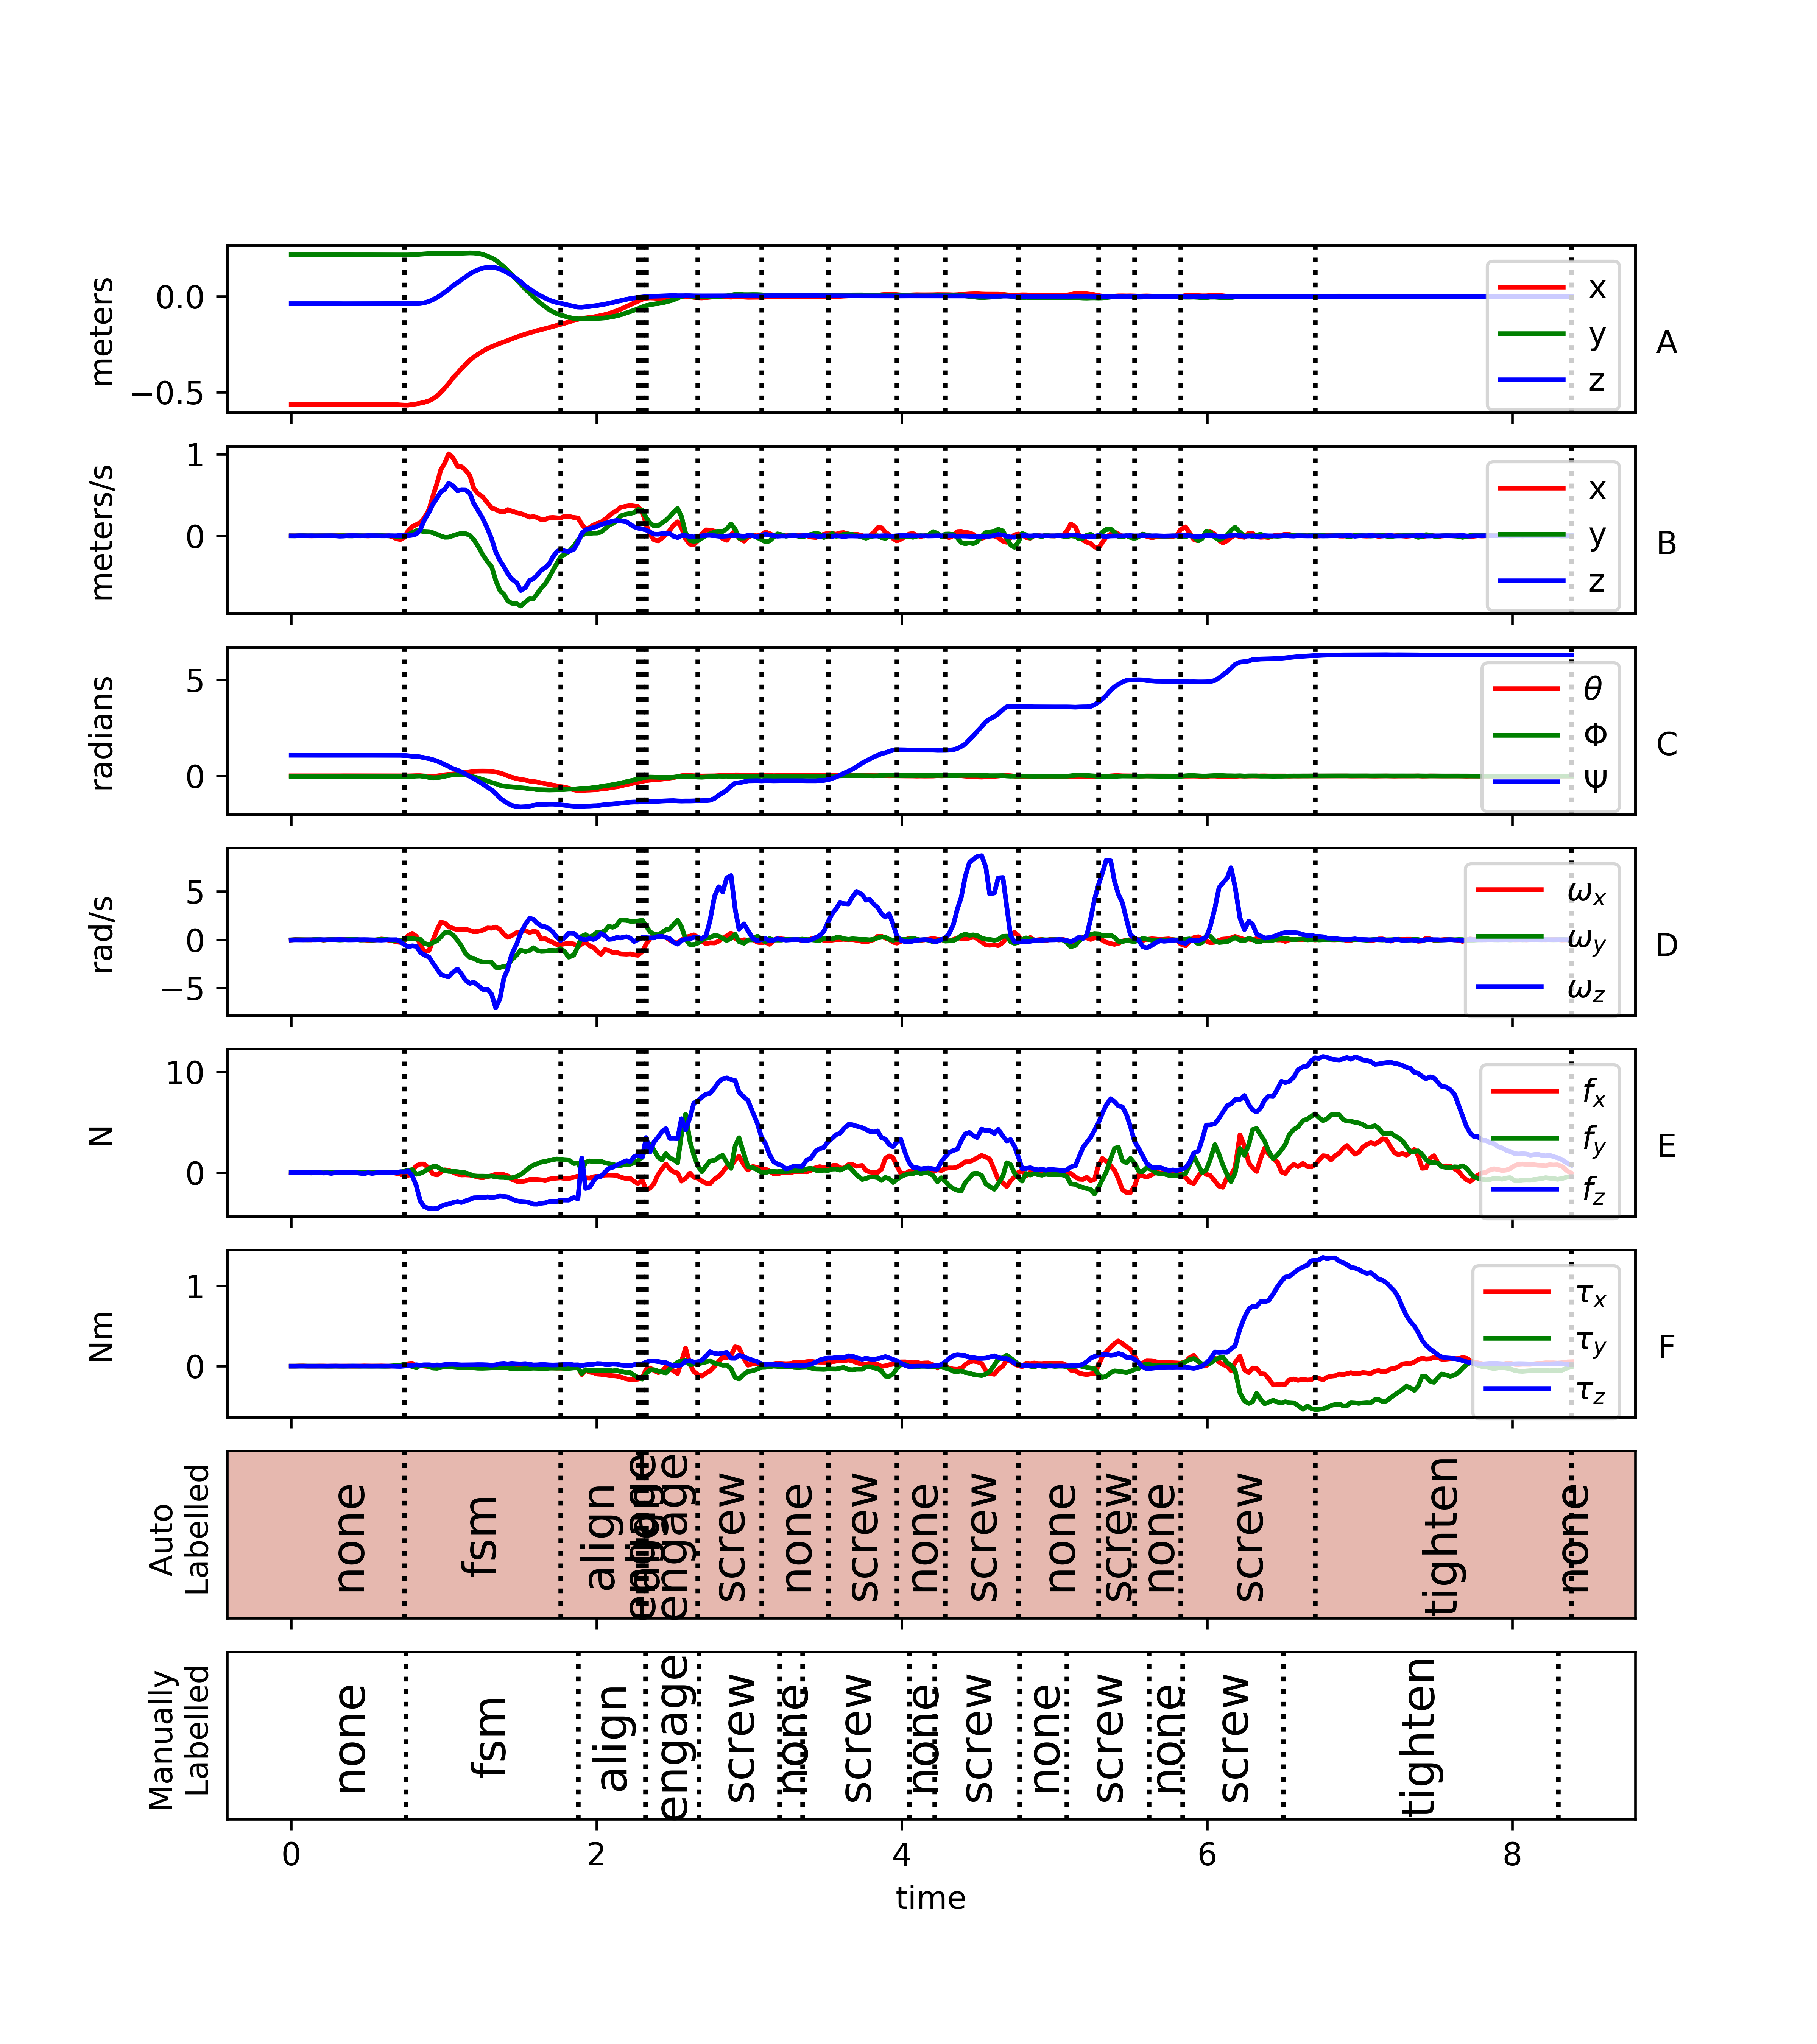 meters
0.0
−0.5
x
y
z
A
meters/s
1
0
x
y
z
B
radians
5
0
θ
Φ
Ψ
C
rad/s
5
0
−5
ωx
ωy
ωz
D
N
10
0
fx
fy
fz
E
Nm
1
0
τx
τy
τz
F
Auto
Labelled
none
fsm
align
engage
screw
none
screw
none
screw
none
screw
none
screw
tighten
none
Manually
Labelled
none
fsm
align
engage
screw
none
screw
none
screw
none
screw
none
screw
tighten
0
2
4
6
8
time